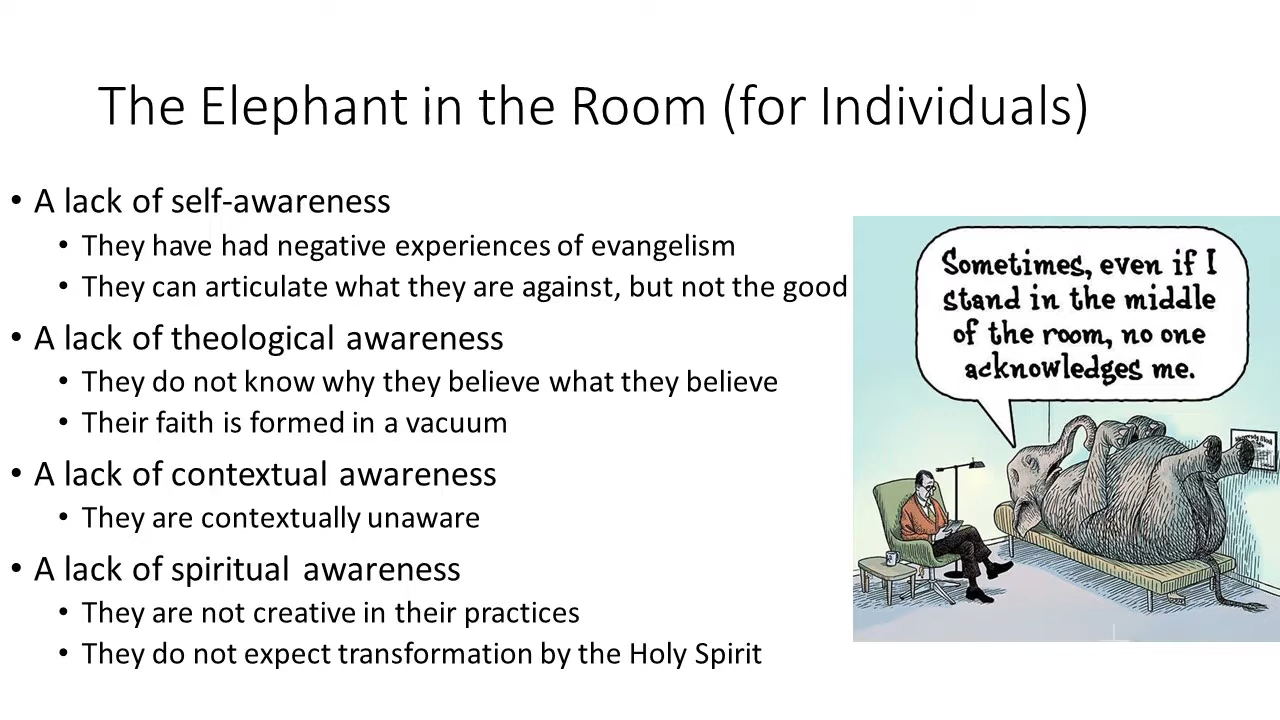 The Elephant in the Room (for Individuals)
• A lack of self-awareness
• They have had negative experiences of evangelism
• They can articulate what they are against, but not the good
• A lack of theological awareness
• They do not know why they believe what they believe
• Their faith is formed in a vacuum
• A lack of contextual awareness
• They are contextually unaware
• A lack of spiritual awareness
• They are not creative in their practices
• They do not expect transformation by the Holy Spirit
Sometimes, even if I
stand in the middle
of the room, no one
acknowledges me.